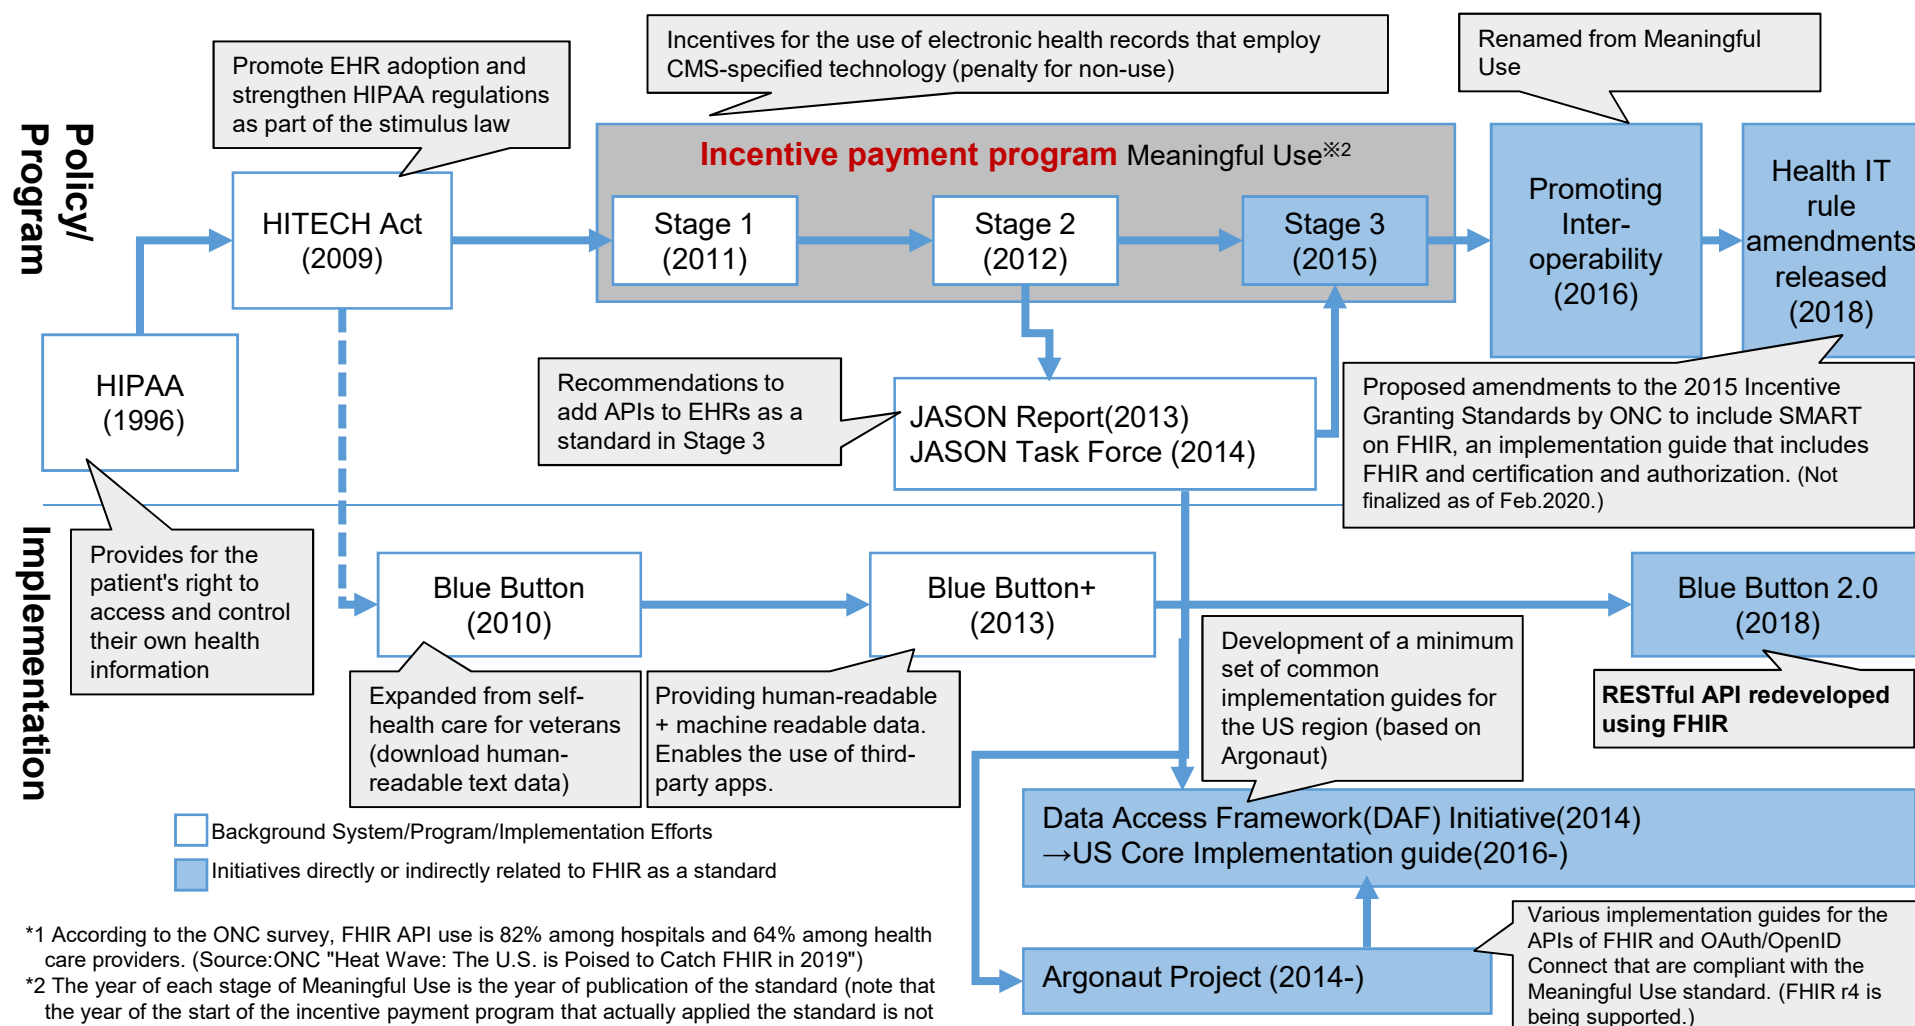 Promote EHR adoption and
strengthen HIPAA regulations
as part of the stimulus law
Incentives for the use of electronic health records that employ
CMS-specified technology (penalty for non-use)
Renamed from Meaningful
Use
Policy/
Program
Incentive payment program Meaningful Use※2
HITECH Act
(2009)
Stage 1
(2011)
Stage 2
(2012)
Stage 3
(2015)
Promoting
Inter-
operability
(2016)
Health IT
rule
amendments
released
(2018)
HIPAA
(1996)
Recommendations to
add APIs to EHRs as a
standard in Stage 3
JASON Report(2013)
JASON Task Force (2014)
Proposed amendments to the 2015 Incentive
Granting Standards by ONC to include SMART
on FHIR, an implementation guide that includes
FHIR and certification and authorization. (Not
finalized as of Feb.2020.)
Implementation
Provides for the
patient's right to
access and control
their own health
information
Blue Button
(2010)
Blue Button+
(2013)
Blue Button 2.0
(2018)
Expanded from self-
health care for veterans
(download human-
readable text data)
Providing human-readable
+ machine readable data.
Enables the use of third-
party apps.
Development of a minimum
set of common
implementation guides for
the US region (based on
Argonaut)
RESTful API redeveloped
using FHIR
Data Access Framework(DAF) Initiative(2014)
→US Core Implementation guide(2016-)
Background System/Program/Implementation Efforts
Initiatives directly or indirectly related to FHIR as a standard
Argonaut Project (2014-)
Various implementation guides for the
APIs of FHIR and OAuth/OpenID
Connect that are compliant with the
Meaningful Use standard. (FHIR r4 is
being supported.)
*1 According to the ONC survey, FHIR API use is 82% among hospitals and 64% among health
care providers. (Source:ONC "Heat Wave: The U.S. is Poised to Catch FHIR in 2019")
*2 The year of each stage of Meaningful Use is the year of publication of the standard (note that
the year of the start of the incentive payment program that actually applied the standard is not